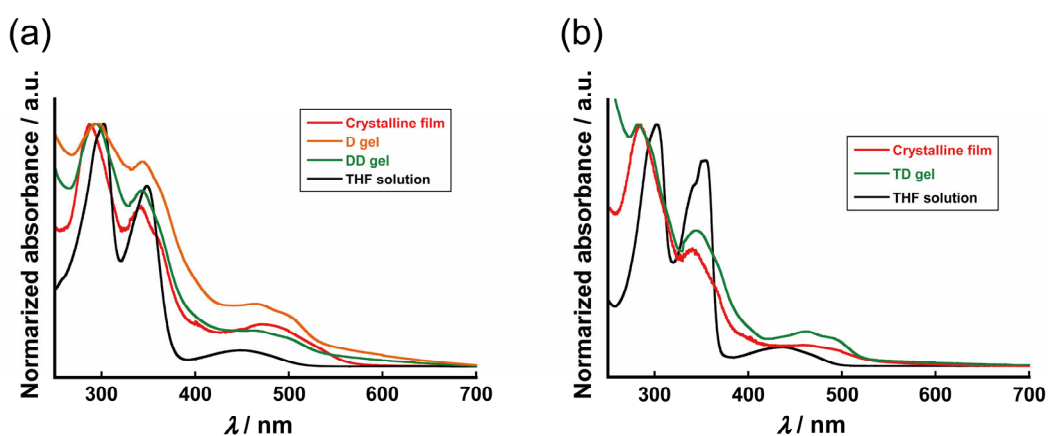 (a)
Normarized absorbance / a.u.
Crystalline film
D gel
DD gel
THF solution
300 400 500 600 700
λ / nm
(b)
Normarized absorbance / a.u.
Crystalline film
TD gel
THF solution
300 400 500 600 700
λ / nm